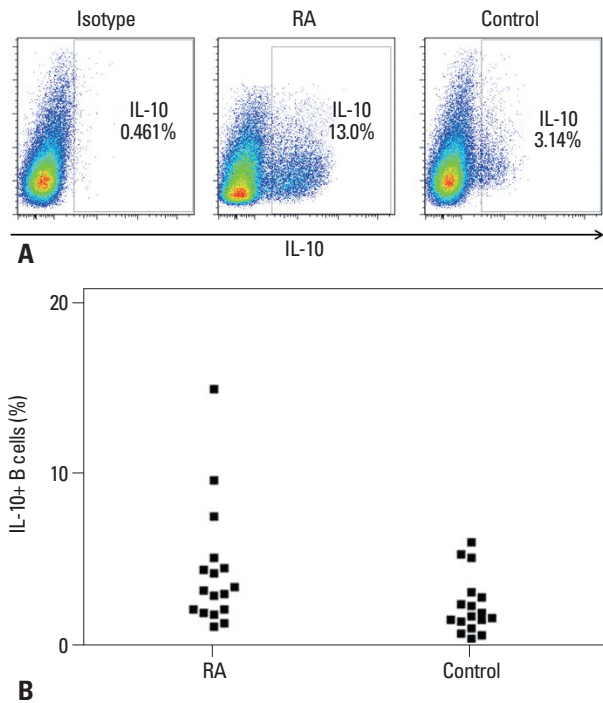 Isotype
RA
Control
IL-10
0.461%
IL-10
13.0%
IL-10
3.14%
A
IL-10
20
10
0
IL-10+ B cells (%)
RA
Control
B